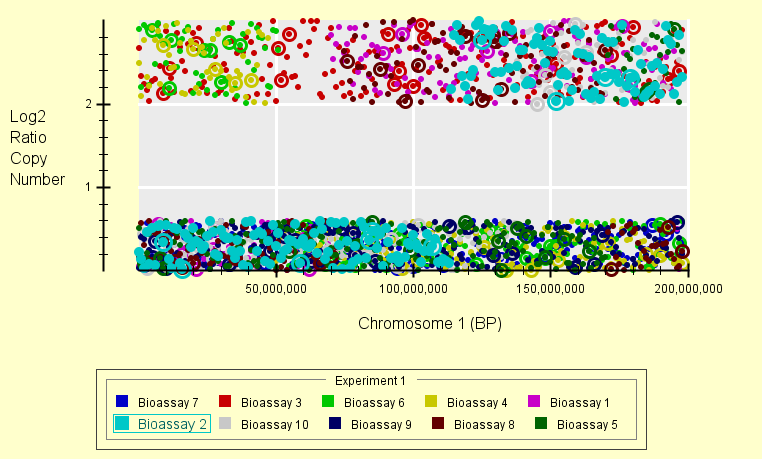 2
Log2
Ratio
Copy
Number
1
50,000,000 100,000,000 150,000,000 200,000,000
Chromosome 1 (BP)
Experiment 1
Bioassay 7 Bioassay 3 Bioassay 6 Bioassay 4 Bioassay 1
Bioassay 2 Bioassay 10 Bioassay 9 Bioassay 8 Bioassay 5